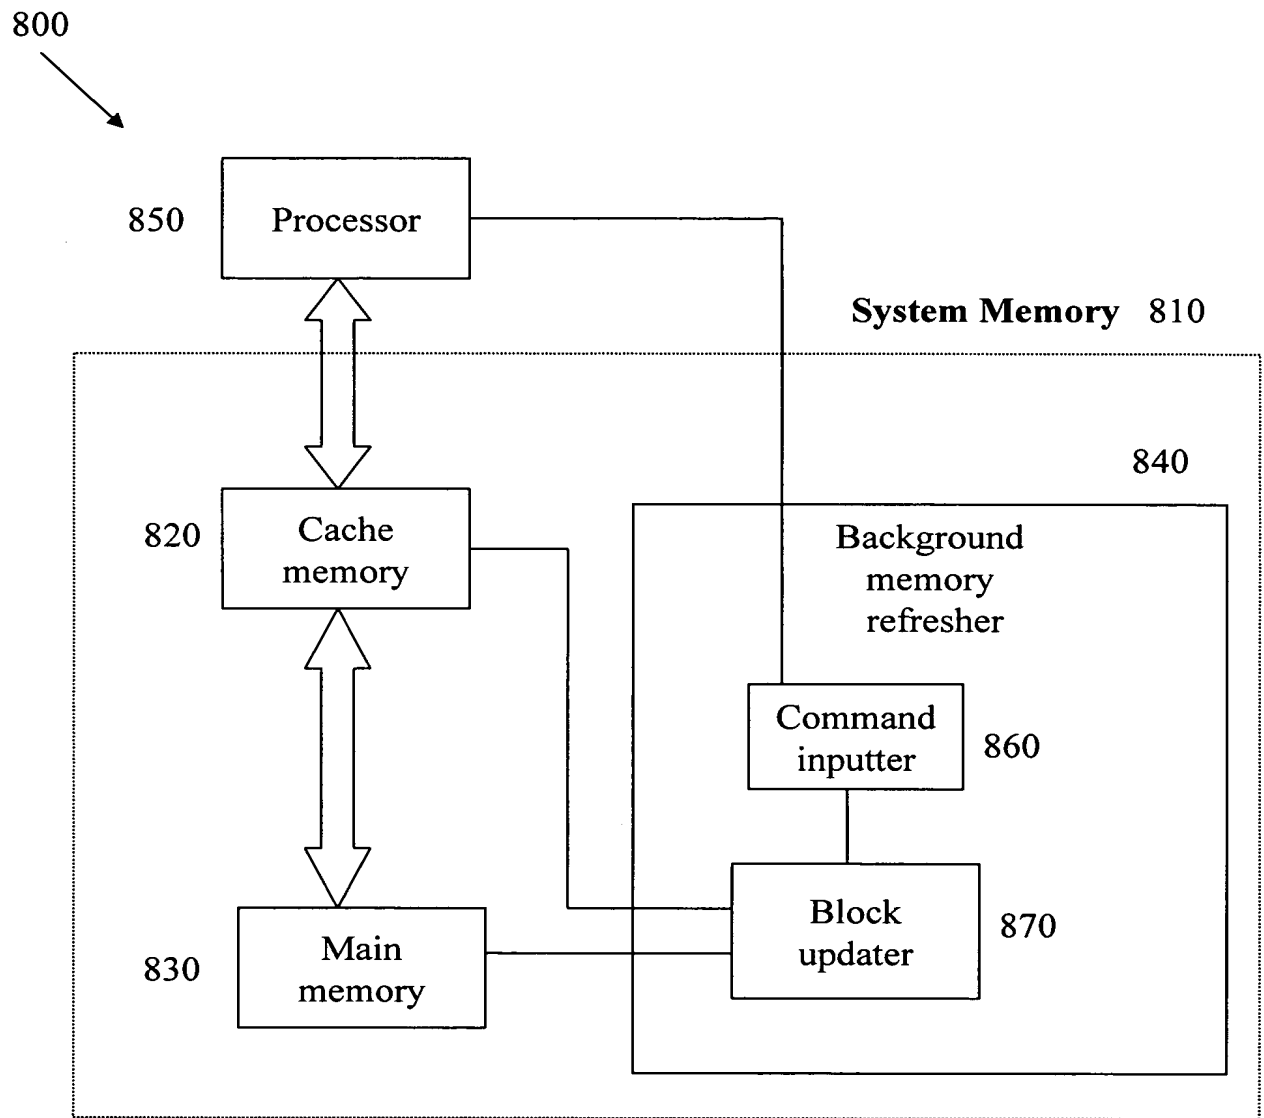 800
850
Processor
System Memory 810
840
820
Cache
memory
Background
memory
refresher
Command
inputter
860
Block
updater
870
830
Main
memory